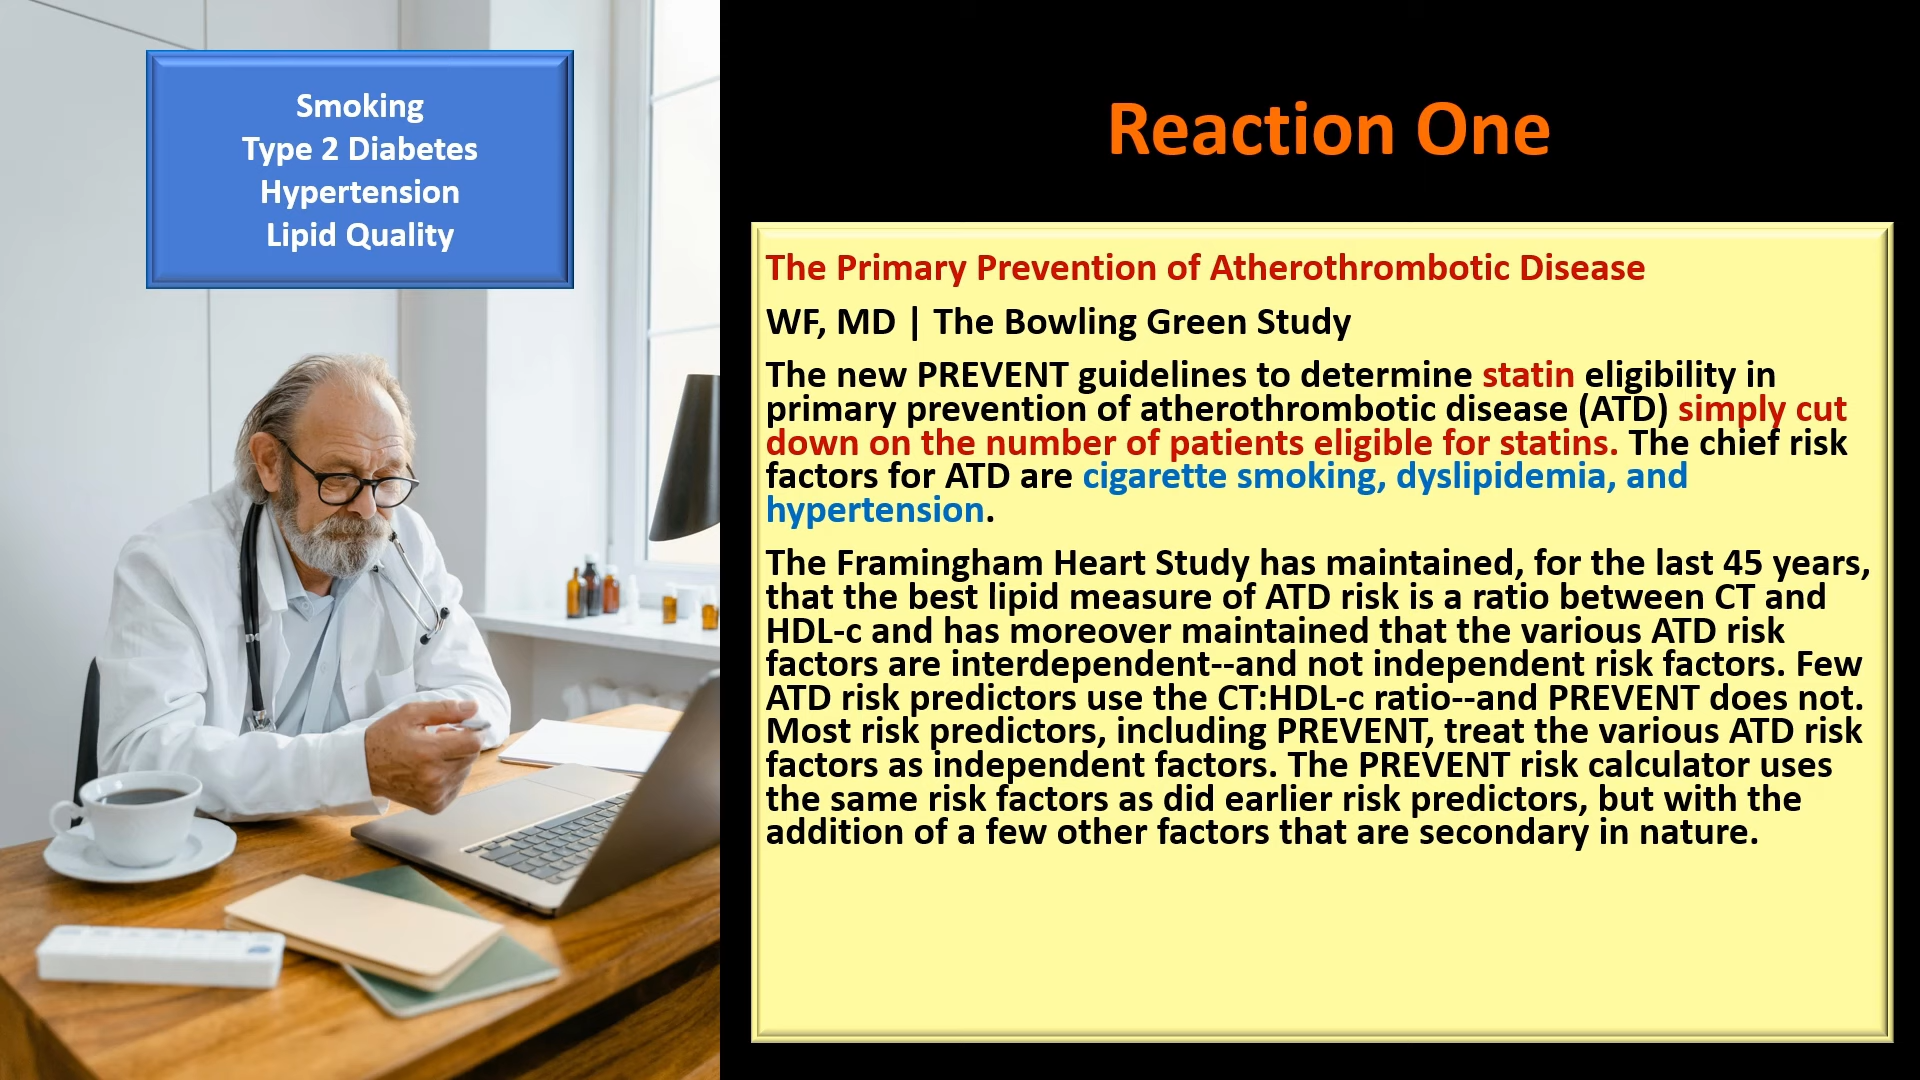 Smoking
Type 2 Diabetes
Hypertension
Lipid Quality
Reaction One
The Primary Prevention of Atherothrombotic Disease
WF, MD | The Bowling Green Study
The new PREVENT guidelines to determine statin eligibility in
primary prevention of atherothrombotic disease (ATD) simply cut
down on the number of patients eligible for statins. The chief risk
factors for ATD are cigarette smoking, dyslipidemia, and
hypertension.
The Framingham Heart Study has maintained, for the last 45 years,
that the best lipid measure of ATD risk is a ratio between CT and
HDL-c and has moreover maintained that the various ATD risk
factors are interdependent--and not independent risk factors. Few
ATD risk predictors use the CT:HDL-c ratio--and PREVENT does not.
Most risk predictors, including PREVENT, treat the various ATD risk
factors as independent factors. The PREVENT risk calculator uses
the same risk factors as did earlier risk predictors, but with the
addition of a few other factors that are secondary in nature.